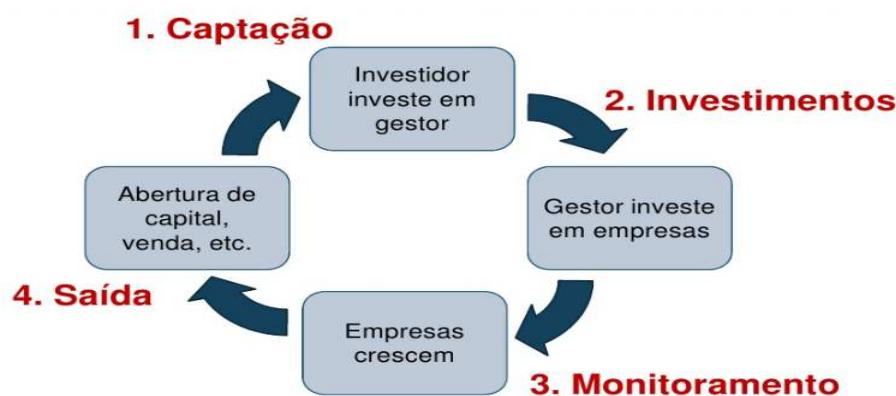 1. Captação
Investidor
investe em
gestor
2. Investimentos
Gestor investe
em empresas
3. Monitoramento
Empresas
crescem
4. Saída
Abertura de
capital,
venda, etc.